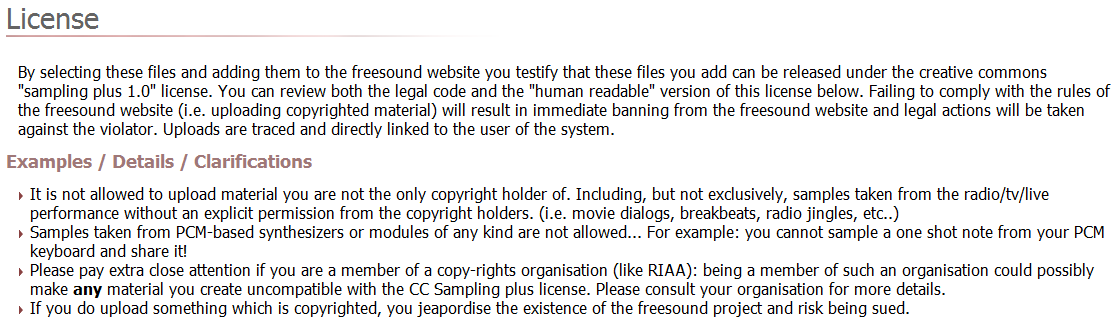 License
By selecting these files and adding them to the freesound website you testify that these files you add can be released under the creative commons
"sampling plus 1.0" license. You can review both the legal code and the "human readable" version of this license below. Failing to comply with the rules of
the freesound website (i.e. uploading copyrighted material) will result in immediate banning from the freesound website and legal actions will be taken
against the violator. Uploads are traced and directly linked to the user of the system.
Examples / Details / Clarifications
It is not allowed to upload material you are not the only copyright holder of. Including, but not exclusively, samples taken from the radio/tv/live
performance without an explicit permission from the copyright holders. (i.e. movie dialogs, breakbeats, radio jingles, etc..)
Samples taken from PCM-based synthesizers or modules of any kind are not allowed... For example: you cannot sample a one shot note from your PCM
keyboard and share it!
Please pay extra close attention if you are a member of a copy-rights organisation (like RIAA): being a member of such an organisation could possibly
make any material you create uncompatible with the CC Sampling plus license. Please consult your organisation for more details.
If you do upload something which is copyrighted, you jeapordise the existence of the freesound project and risk being sued.